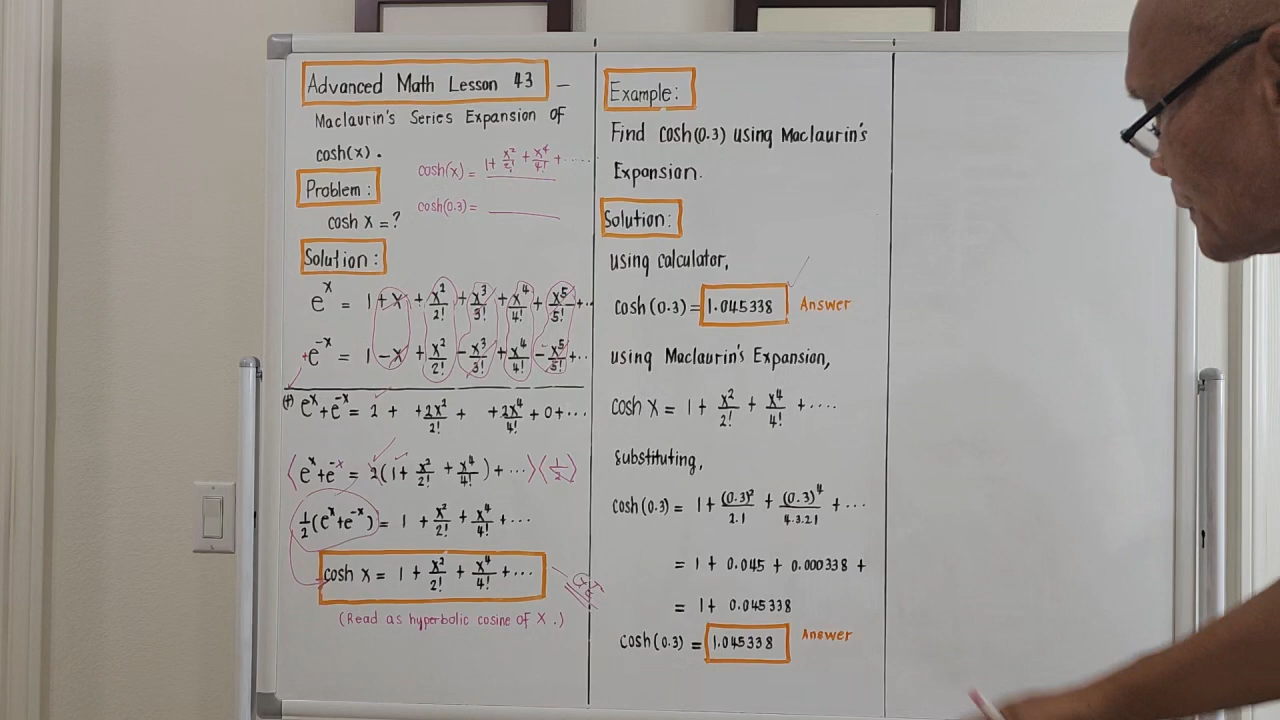 Advanced Math Lesson 43 –
Maclaurin's Series Expansion of
cosh(x).
cosh(x) = 1 + x²/2! + x⁴/4! + ......
Problem :
cosh(0.3) = ____
cosh x = ?
Solution :
eˣ = 1 + x + x²/2! + x³/3! + x⁴/4! + x⁵/5! + ..
+e⁻ˣ = 1 - x + x²/2! - x³/3! + x⁴/4! - x⁵/5! + ...
(+) eˣ + e⁻ˣ = 2 + + 2x²/2! + + 2x⁴/4! + 0 + ...
⟨eˣ + e⁻ˣ = 2(1 + x²/2! + x⁴/4!) + ...⟩⟨1/2⟩
1/2(eˣ + e⁻ˣ) = 1 + x²/2! + x⁴/4! + ...
cosh x = 1 + x²/2! + x⁴/4! + ...
(Read as hyperbolic cosine of x .)
Example :
Find cosh(0.3) using Maclaurin's
Expansion.
Solution :
using calculator,
cosh(0.3) = 1.045338 Answer
using Maclaurin's Expansion,
cosh x = 1 + x²/2! + x⁴/4! + ....
substituting,
cosh(0.3) = 1 + (0.3)²/2.1 + (0.3)⁴/4.3.21 + ...
= 1 + 0.045 + 0.000338 +
= 1 + 0.045338
cosh(0.3) = 1.045338 Answer